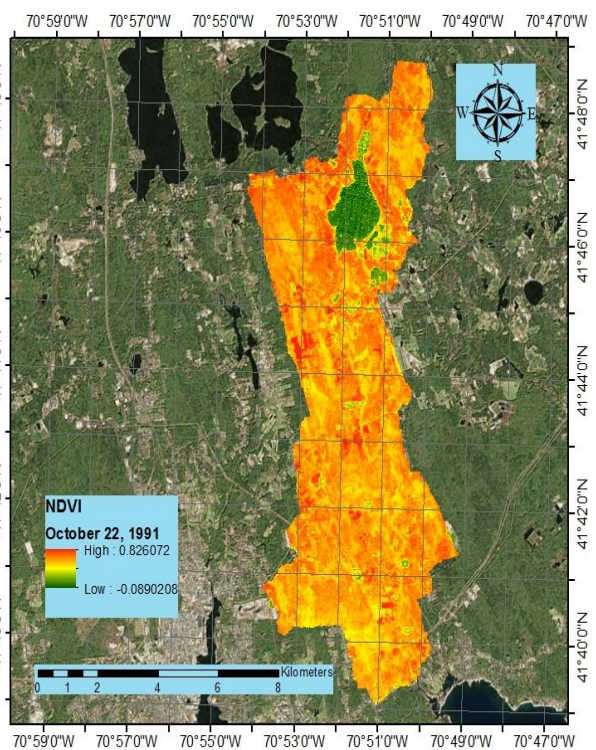 70°59'0"W 70°55'0"W 70°53'0"W 70°51'0"W 70°49'0"W 70°47'0"W
N
W E
S
41°48'0"N
41°46'0"N
41°44'0"N
41°42'0"N
41°40'0"N
NDVI
October 22, 1991
High : 0.826072
Low : -0.0890208
Kilometers
0 1 2 4 6 8
70°59'0"W 70°57'0"W 70°55'0"W 70°53'0"W 70°51'0"W 70°49'0"W 70°47'0"W